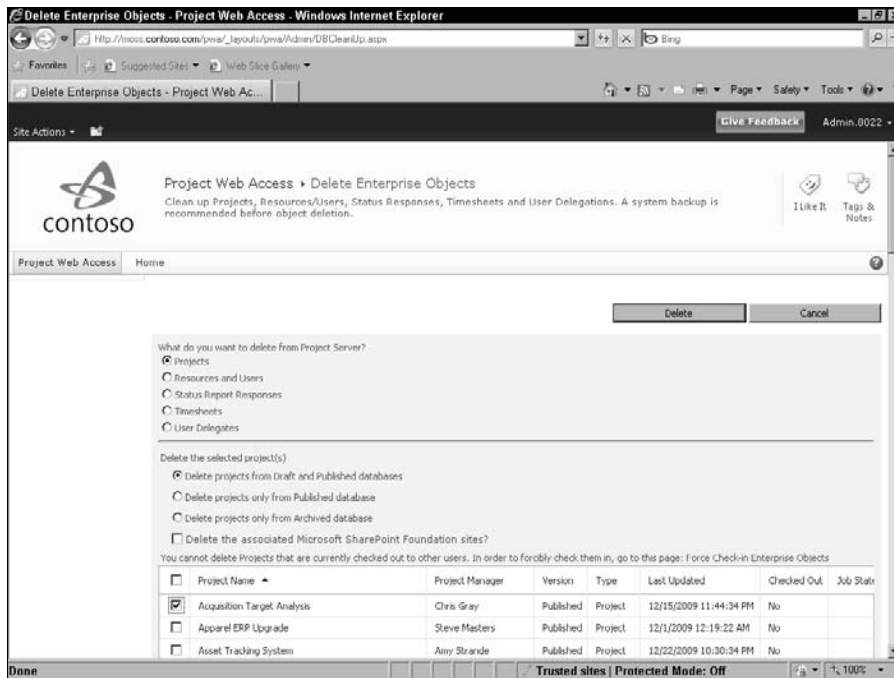 Delete Enterprise Objects - Project Web Access - Windows Internet Explorer
http://moss.contoso.com/pwa/_layouts/pwa/Admin/DBCleanUp.aspx
Bing
Favorites Suggested Sites Web Slice Gallery
Delete Enterprise Objects - Project Web Ac...
Page Safety Tools
Site Actions
Give Feedback
Admin.0022
contoso
Project Web Access Delete Enterprise Objects
Clean up Projects, Resources/Users, Status Responses, Timesheets and User Delegations. A system backup is
recommended before object deletion.
I Like It
Tags &
Notes
Project Web Access Home
Delete Cancel
What do you want to delete from Project Server?
Projects
Resources and Users
Status Report Responses
Timesheets
User Delegates
Delete the selected project(s)
Delete projects from Draft and Published databases
Delete projects only from Published database
Delete projects only from Archived database
Delete the associated Microsoft SharePoint Foundation sites?
You cannot delete Projects that are currently checked out to other users. In order to forcibly check them in, go to this page: Force Check-in Enterprise Objects
Project Name Project Manager Version Type Last Updated Checked Out Job State
Acquisition Target Analysis Chris Gray Published Project 12/15/2009 11:44:34 PM No
Apparel ERP Upgrade Steve Masters Published Project 12/1/2009 12:19:22 AM No
Asset Tracking System Amy Strande Published Project 12/22/2009 10:30:34 PM No
Done
Trusted sites | Protected Mode: Off
100%